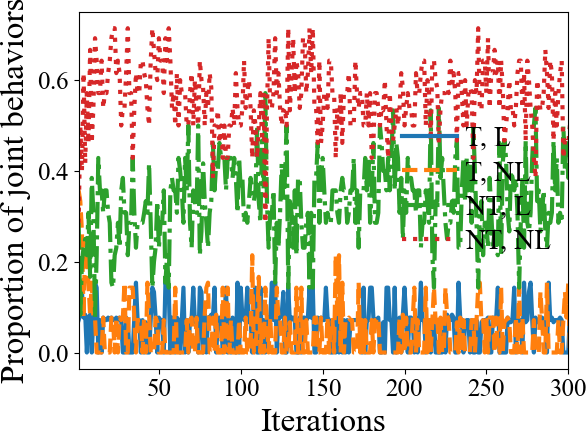 Proportion of joint behaviors
0.6
0.4
0.2
0.0
T, L
T, NL
NT, L
NT, NL
50
100
150
200
250
300
Iterations